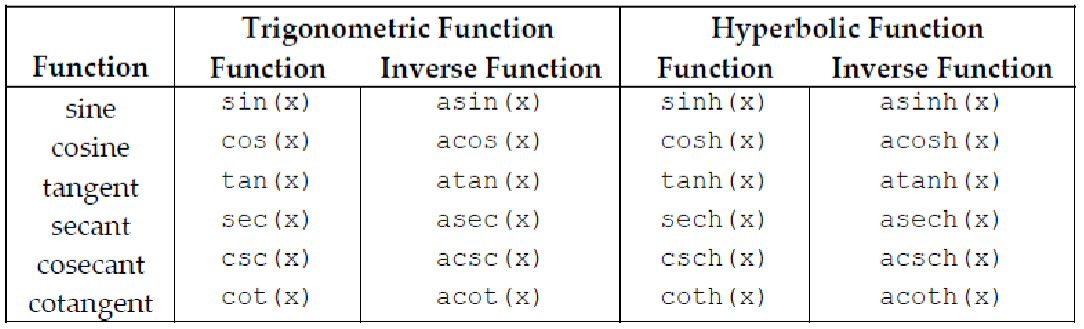 Trigonometric Function Hyperbolic Function
Function Function Inverse Function Function Inverse Function
sine sin(x) asin(x) sinh(x) asinh(x)
cosine cos(x) acos(x) cosh(x) acosh(x)
tangent tan(x) atan(x) tanh(x) atanh(x)
secant sec(x) asec(x) sech(x) asech(x)
cosecant csc(x) acsc(x) csch(x) acsch(x)
cotangent cot(x) acot(x) coth(x) acoth(x)